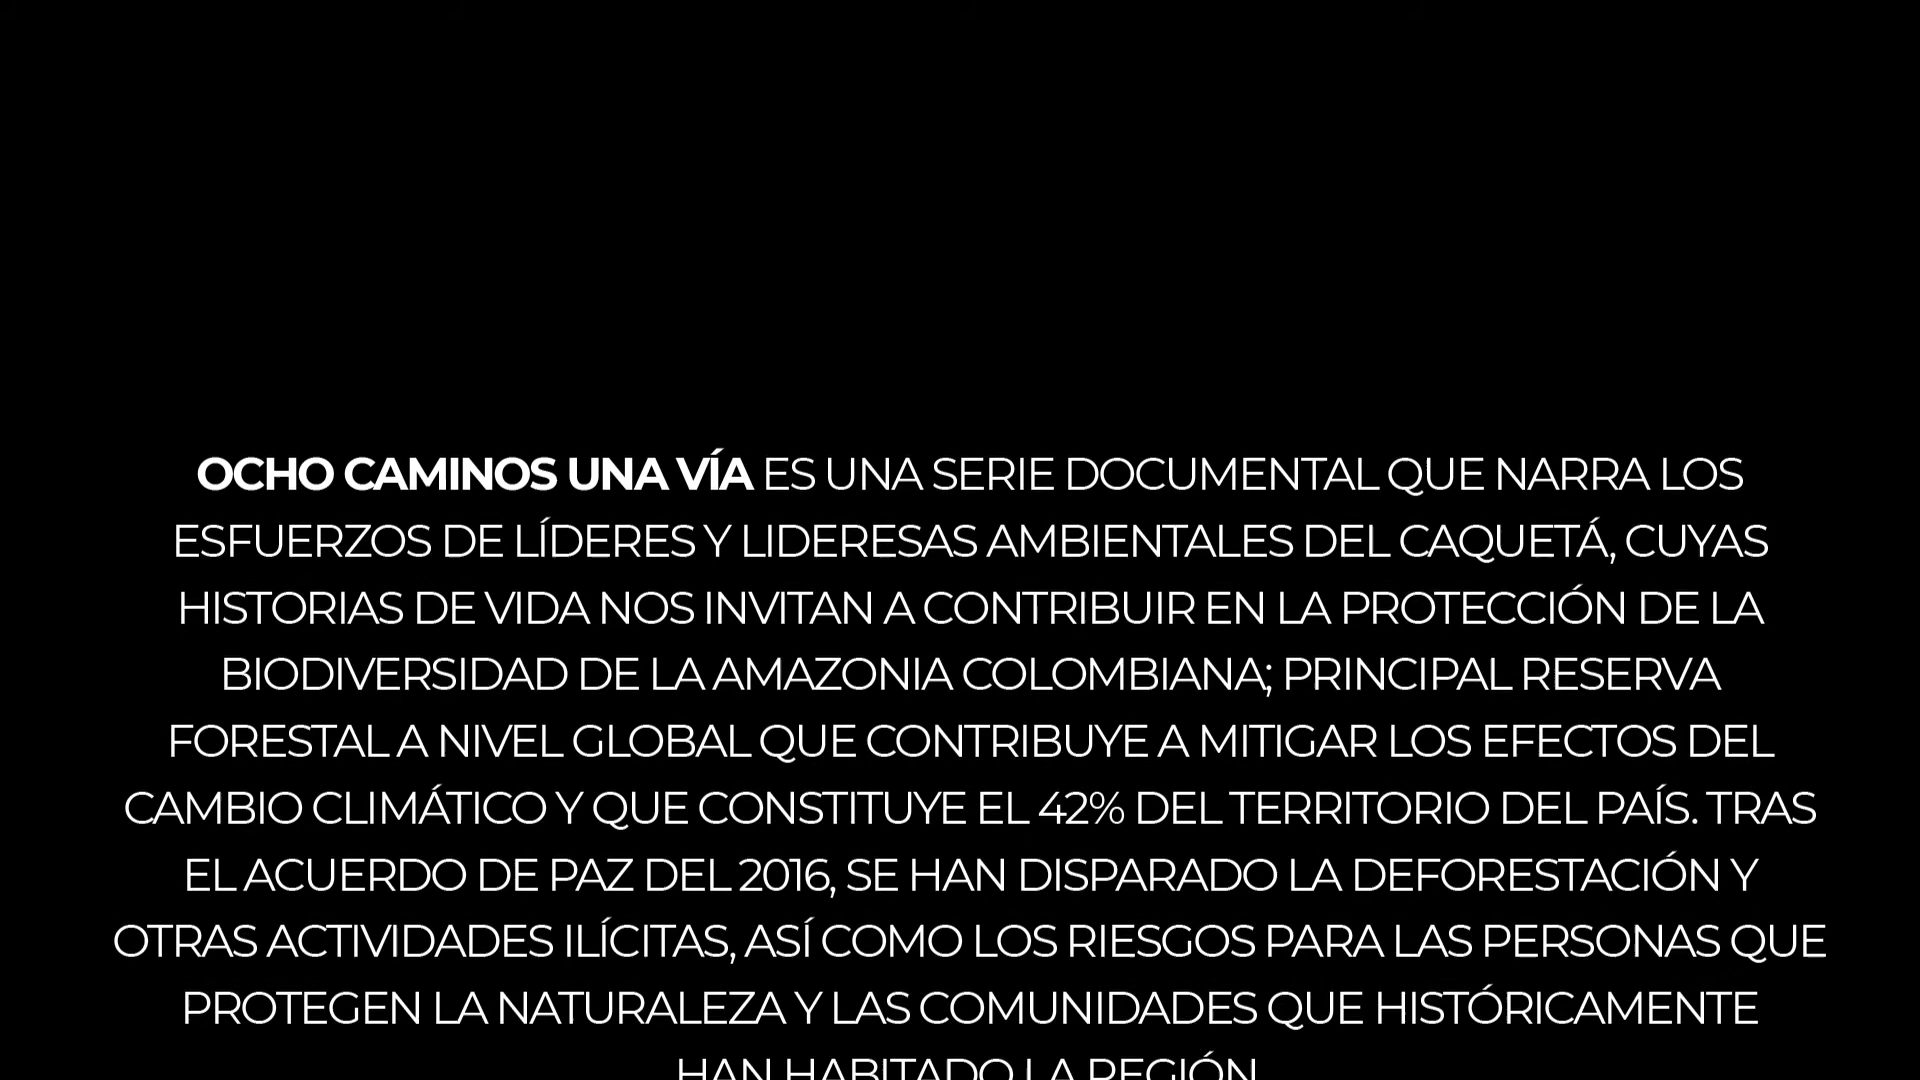 OCHO CAMINOS UNA VÍA ES UNA SERIE DOCUMENTAL QUE NARRA LOS
ESFUERZOS DE LÍDERES Y LIDERESAS AMBIENTALES DEL CAQUETÁ, CUYAS
HISTORIAS DE VIDA NOS INVITAN A CONTRIBUIR EN LA PROTECCIÓN DE LA
BIODIVERSIDAD DE LA AMAZONIA COLOMBIANA; PRINCIPAL RESERVA
FORESTAL A NIVEL GLOBAL QUE CONTRIBUYE A MITIGAR LOS EFECTOS DEL
CAMBIO CLIMÁTICO Y QUE CONSTITUYE EL 42% DEL TERRITORIO DEL PAÍS. TRAS
EL ACUERDO DE PAZ DEL 2016, SE HAN DISPARADO LA DEFORESTACIÓN Y
OTRAS ACTIVIDADES ILÍCITAS, ASÍ COMO LOS RIESGOS PARA LAS PERSONAS QUE
PROTEGEN LA NATURALEZA Y LAS COMUNIDADES QUE HISTÓRICAMENTE
HAN HABITADO LA REGIÓN.